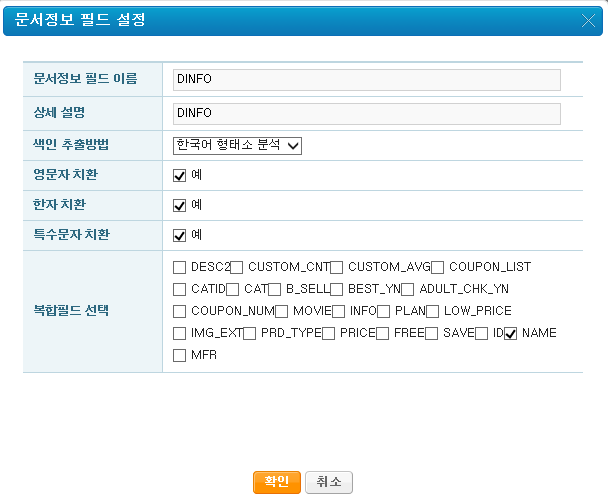 문서정보 필드 설정
문서정보 필드 이름 DINFO
상세 설명 DINFO
색인 추출방법 한국어 형태소 분석
영문자 치환 예
한자 치환 예
특수문자 치환 예
복합필드 선택
DESC2 CUSTOM_CNT CUSTOM_AVG COUPON_LIST
CATID CAT B_SELL BEST_YN ADULT_CHK_YN
COUPON_NUM MOVIE INFO PLAN LOW_PRICE
IMG_EXT PRD_TYPE PRICE FREE SAVE ID NAME
MFR
확인 취소